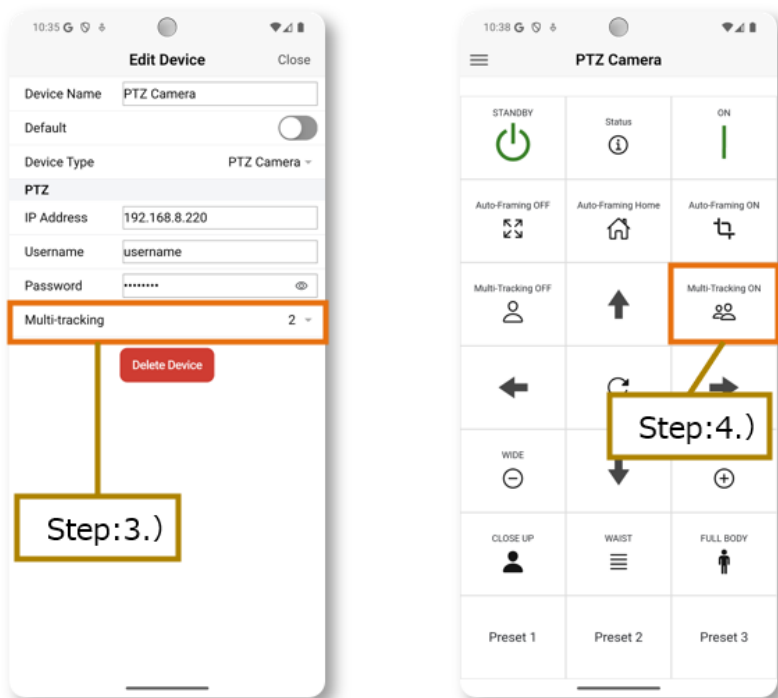 10:35 G
Edit Device
Close
Device Name
PTZ Camera
Default
Device Type
PTZ Camera
PTZ
IP Address
192.168.8.220
Username
username
Password
••••••••
Multi-tracking
2
Delete Device
Step:3.)
10:38 G
PTZ Camera
STANDBY
Status
ON
Auto-Framing OFF
Auto-Framing Home
Auto-Framing ON
Multi-Tracking OFF
Multi-Tracking ON
Step:4.)
WIDE
CLOSE UP
WAIST
FULL BODY
Preset 1
Preset 2
Preset 3